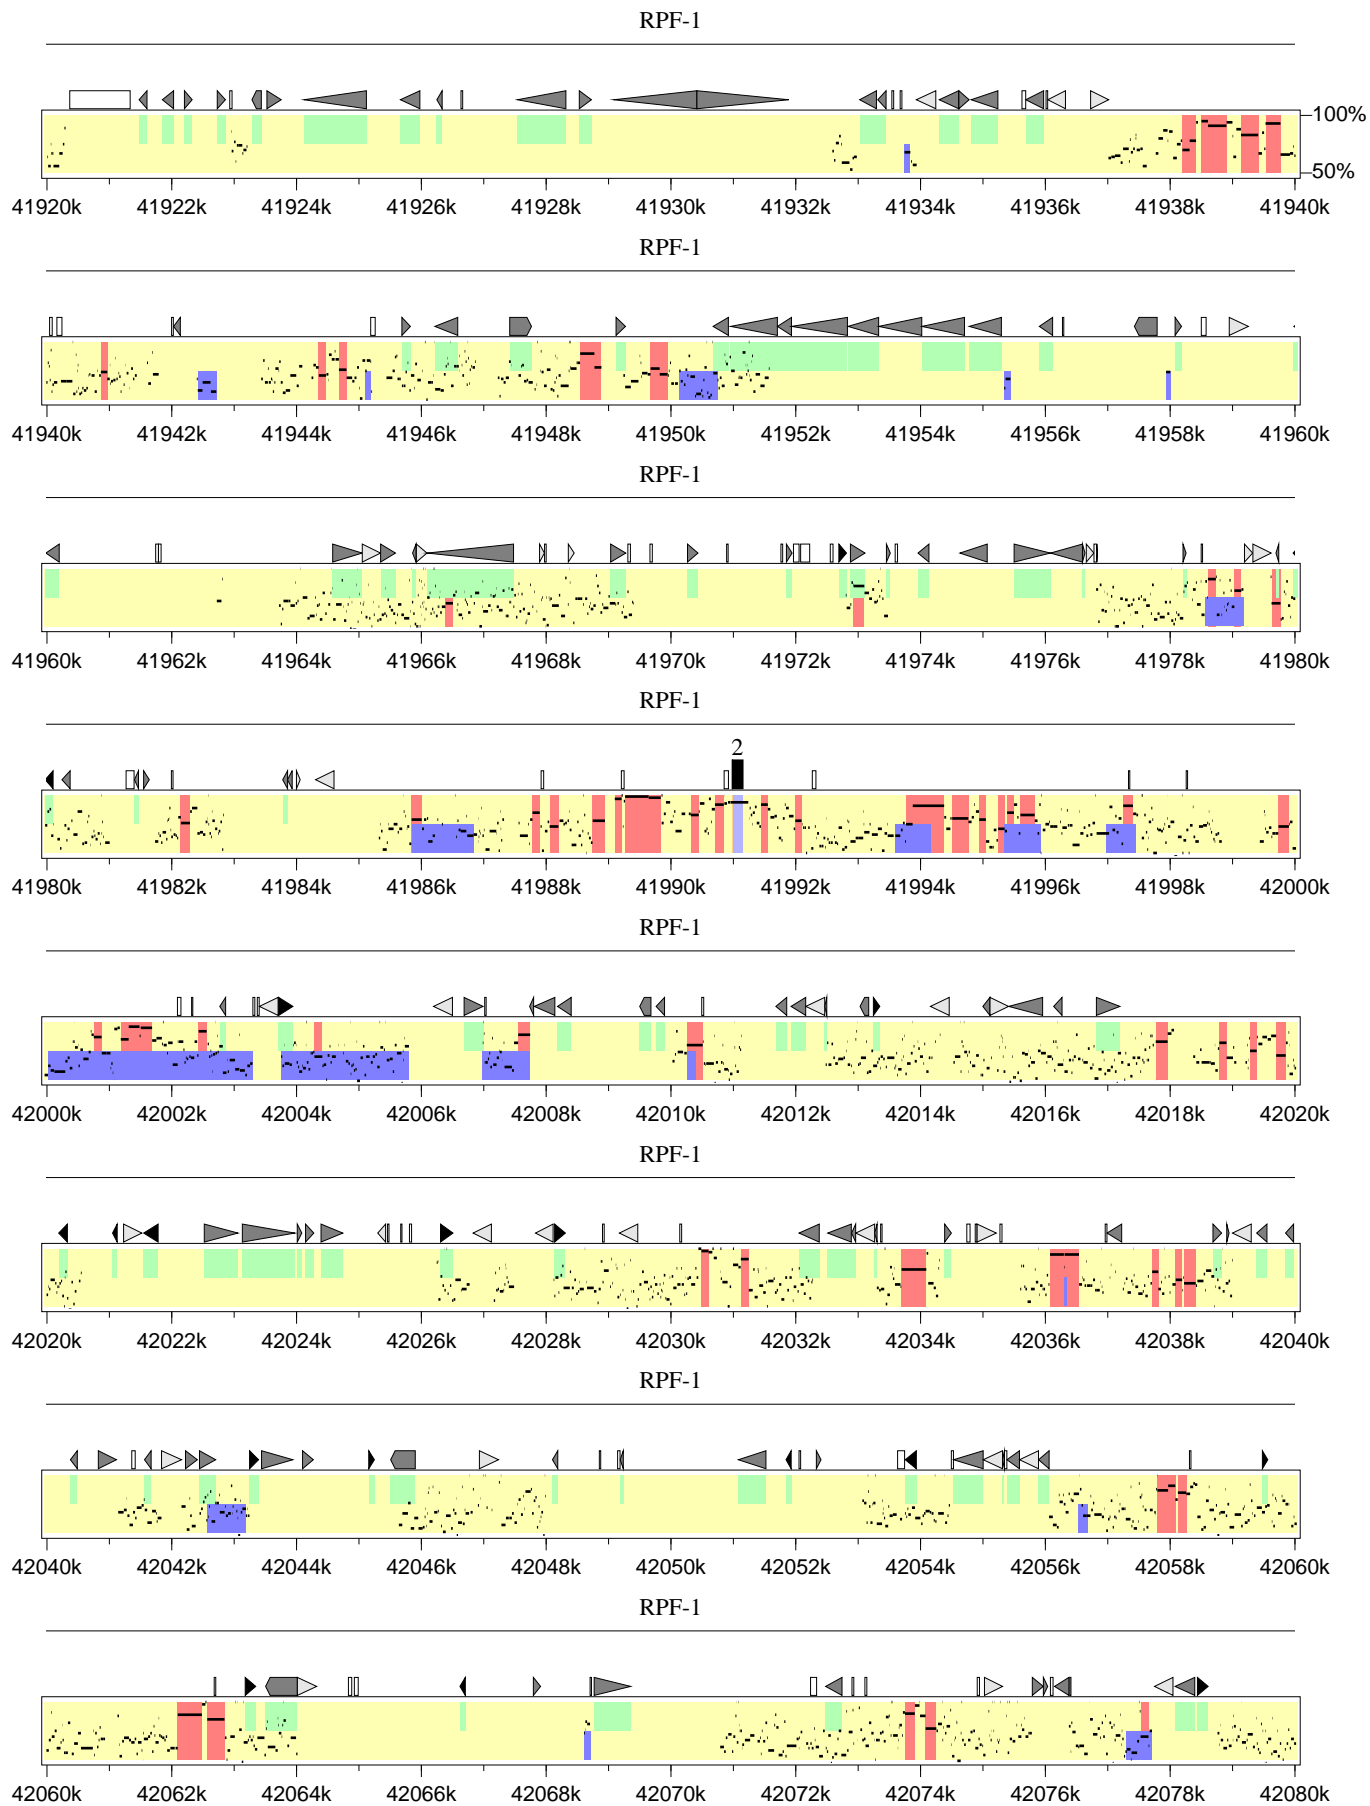 RPF-1
100%
50%
41920k 41922k 41924k 41926k 41928k 41930k 41932k 41934k 41936k 41938k 41940k
RPF-1
41940k 41942k 41944k 41946k 41948k 41950k 41952k 41954k 41956k 41958k 41960k
RPF-1
41960k 41962k 41964k 41966k 41968k 41970k 41972k 41974k 41976k 41978k 41980k
RPF-1
2
41980k 41982k 41984k 41986k 41988k 41990k 41992k 41994k 41996k 41998k 42000k
RPF-1
42000k 42002k 42004k 42006k 42008k 42010k 42012k 42014k 42016k 42018k 42020k
RPF-1
42020k 42022k 42024k 42026k 42028k 42030k 42032k 42034k 42036k 42038k 42040k
RPF-1
42040k 42042k 42044k 42046k 42048k 42050k 42052k 42054k 42056k 42058k 42060k
RPF-1
42060k 42062k 42064k 42066k 42068k 42070k 42072k 42074k 42076k 42078k 42080k